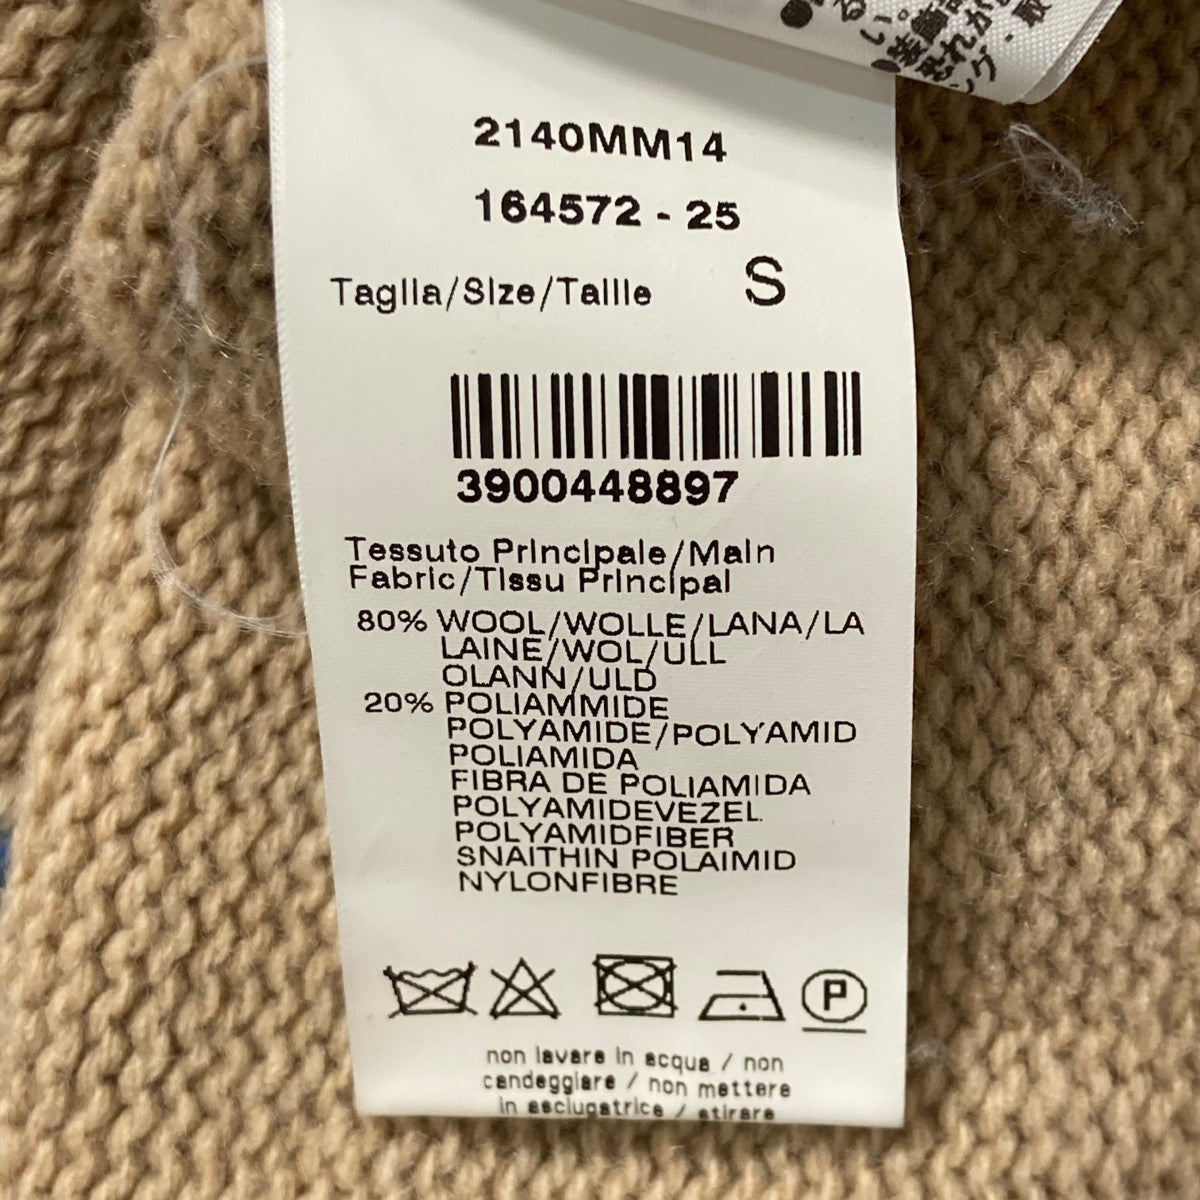 2140MM14
164572 - 25
Taglia/Size/Taille S
3900448897
Tessuto Principale/Main
Fabric/Tissu Principal
80% WOOL/WOLLE/LANA/LA
LAINE/WOL/ULL
OLANN/ULD
20% POLIAMMIDE
POLYAMIDE/POLYAMID
POLIAMIDA
FIBRA DE POLIAMIDA
POLYAMIDEVEZEL
POLYAMIDFIBER
SNAITHIN POLAIMID
NYLONFIBRE
P
non lavare in acqua / non
candeggiare / non mettere
in asciugatrice / stirare